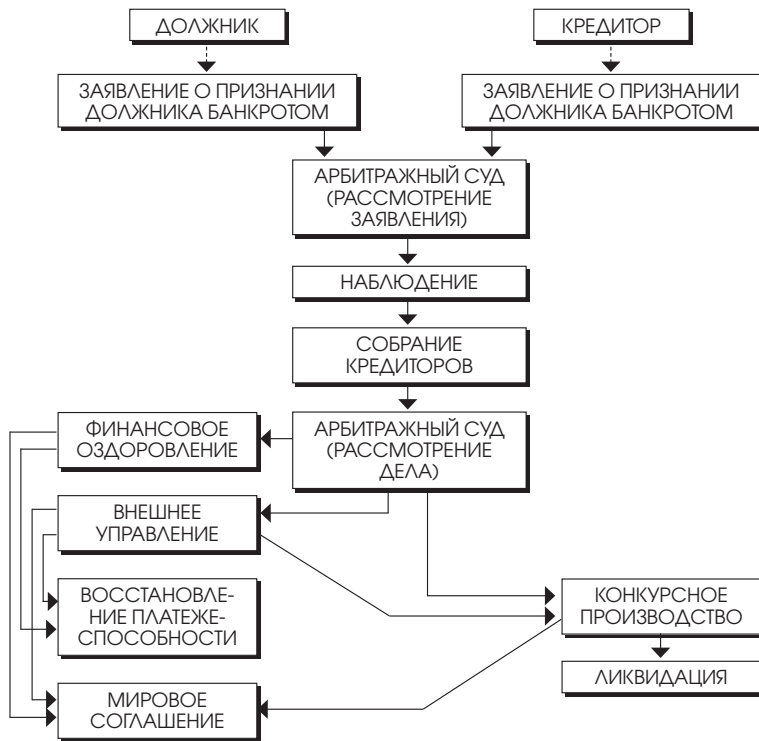 ДОЛЖНИК
КРЕДИТОР
ЗАЯВЛЕНИЕ О ПРИЗНАНИИ
ДОЛЖНИКА БАНКРОТОМ
ЗАЯВЛЕНИЕ О ПРИЗНАНИИ
ДОЛЖНИКА БАНКРОТОМ
АРБИТРАЖНЫЙ СУД
(РАССМОТРЕНИЕ
ЗАЯВЛЕНИЯ)
НАБЛЮДЕНИЕ
СОБРАНИЕ
КРЕДИТОРОВ
ФИНАНСОВОЕ
ОЗДОРОВЛЕНИЕ
АРБИТРАЖНЫЙ СУД
(РАССМОТРЕНИЕ
ДЕЛА)
ВНЕШНЕЕ
УПРАВЛЕНИЕ
ВОССТАНОВЛЕ-
НИЕ ПЛАТЕЖЕ-
СПОСОБНОСТИ
КОНКУРСНОЕ
ПРОИЗВОДСТВО
ЛИКВИДАЦИЯ
МИРОВОЕ
СОГЛАШЕНИЕ